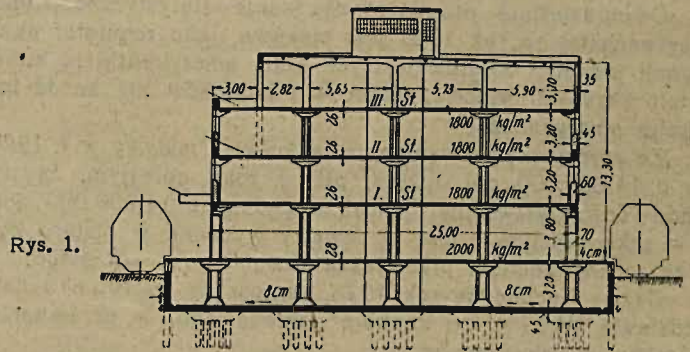 3,00 2,82 5,65 5,73 5,90 3,70 35
III. St.
26 1800 kg/m² 45
II St. 3,20
26 1800 kg/m²
13,30
3,20 60
I. St
26 1800 kg/m²
Rys. 1.
25,00 3,80 70
28 2000 kg/m² 4cm
3,20
8cm 8cm
45